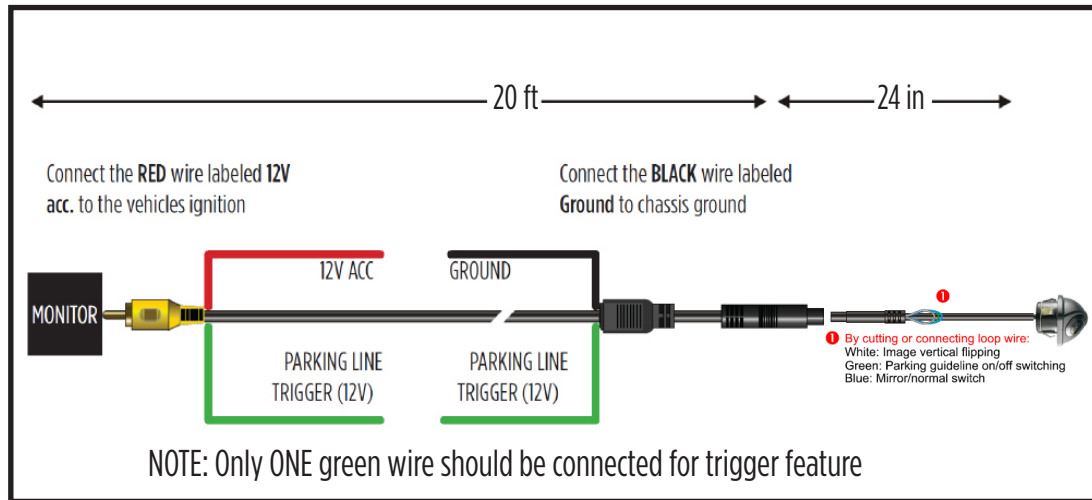 20 ft
24 in
Connect the RED wire labeled 12V
acc. to the vehicles ignition
Connect the BLACK wire labeled
Ground to chassis ground
12V ACC
GROUND
MONITOR
1
1 By cutting or connecting loop wire:
White: Image vertical flipping
Green: Parking guideline on/off switching
Blue: Mirror/normal switch
PARKING LINE
TRIGGER (12V)
PARKING LINE
TRIGGER (12V)
NOTE: Only ONE green wire should be connected for trigger feature